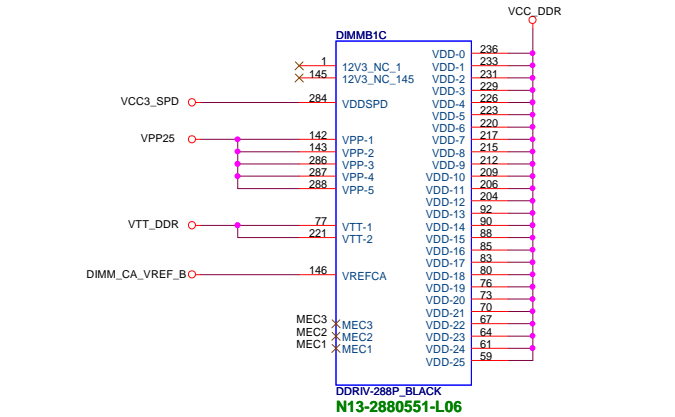 VCC_DDR
DIMMB1C
1 12V3_NC_1
145 12V3_NC_145
VCC3_SPD 284 VDDSPD
VPP25 142 VPP-1
143 VPP-2
286 VPP-3
287 VPP-4
288 VPP-5
VTT_DDR 77 VTT-1
221 VTT-2
DIMM_CA_VREF_B 146 VREFCA
MEC3 MEC3
MEC2 MEC2
MEC1 MEC1
VDD-0 236
VDD-1 233
VDD-2 231
VDD-3 229
VDD-4 226
VDD-5 223
VDD-6 220
VDD-7 217
VDD-8 215
VDD-9 212
VDD-10 209
VDD-11 206
VDD-12 204
VDD-13 92
VDD-14 90
VDD-15 88
VDD-16 85
VDD-17 83
VDD-18 80
VDD-19 76
VDD-20 73
VDD-21 70
VDD-22 67
VDD-23 64
VDD-24 61
VDD-25 59
DDRIV-288P_BLACK
N13-2880551-L06